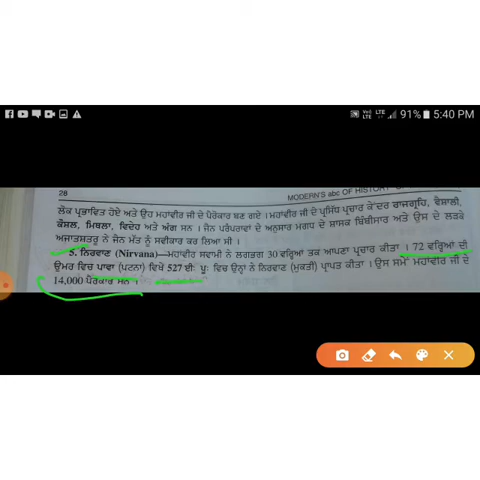 91% 5:40 PM
28
MODERN'S abc OF HISTORY
ਲੋਕ ਪ੍ਰਭਾਵਿਤ ਹੋਏ ਅਤੇ ਉਹ ਮਹਾਂਵੀਰ ਜੀ ਦੇ ਪੈਰੋਕਾਰ ਬਣ ਗਏ । ਮਹਾਂਵੀਰ ਜੀ ਦੇ ਪ੍ਰਸਿੱਧ ਪ੍ਰਚਾਰ ਕੇਂਦਰ ਰਾਜਗ੍ਰਹਿ, ਵੈਸ਼ਾਲੀ,
ਕੌਸ਼ਲ, ਮਿਥਲਾ, ਵਿਦੇਹ ਅਤੇ ਅੰਗ ਸਨ । ਜੈਨ ਪਰੰਪਰਾਵਾਂ ਦੇ ਅਨੁਸਾਰ ਮਗਧ ਦੇ ਸ਼ਾਸਕ ਬਿੰਬੀਸਾਰ ਅਤੇ ਉਸ ਦੇ ਲੜਕੇ
ਅਜਾਤਸ਼ਤਰੂ ਨੇ ਜੈਨ ਮੱਤ ਨੂੰ ਸਵੀਕਾਰ ਕਰ ਲਿਆ ਸੀ ।
5. ਨਿਰਵਾਣ (Nirvana)—ਮਹਾਂਵੀਰ ਸਵਾਮੀ ਨੇ ਲਗਭਗ 30 ਵਰ੍ਹਿਆਂ ਤਕ ਆਪਣਾ ਪ੍ਰਚਾਰ ਕੀਤਾ । 72 ਵਰ੍ਹਿਆਂ ਦੀ
ਉਮਰ ਵਿਚ ਪਾਵਾ (ਪਟਨਾ) ਵਿਖੇ 527 ਈ: ਪੂ: ਵਿਚ ਉਨ੍ਹਾਂ ਨੇ ਨਿਰਵਾਣ (ਮੁਕਤੀ) ਪ੍ਰਾਪਤ ਕੀਤਾ । ਉਸ ਸਮੇਂ ਮਹਾਂਵੀਰ ਜੀ ਦੇ
14,000 ਪੈਰੋਕਾਰ ਸਨ ।